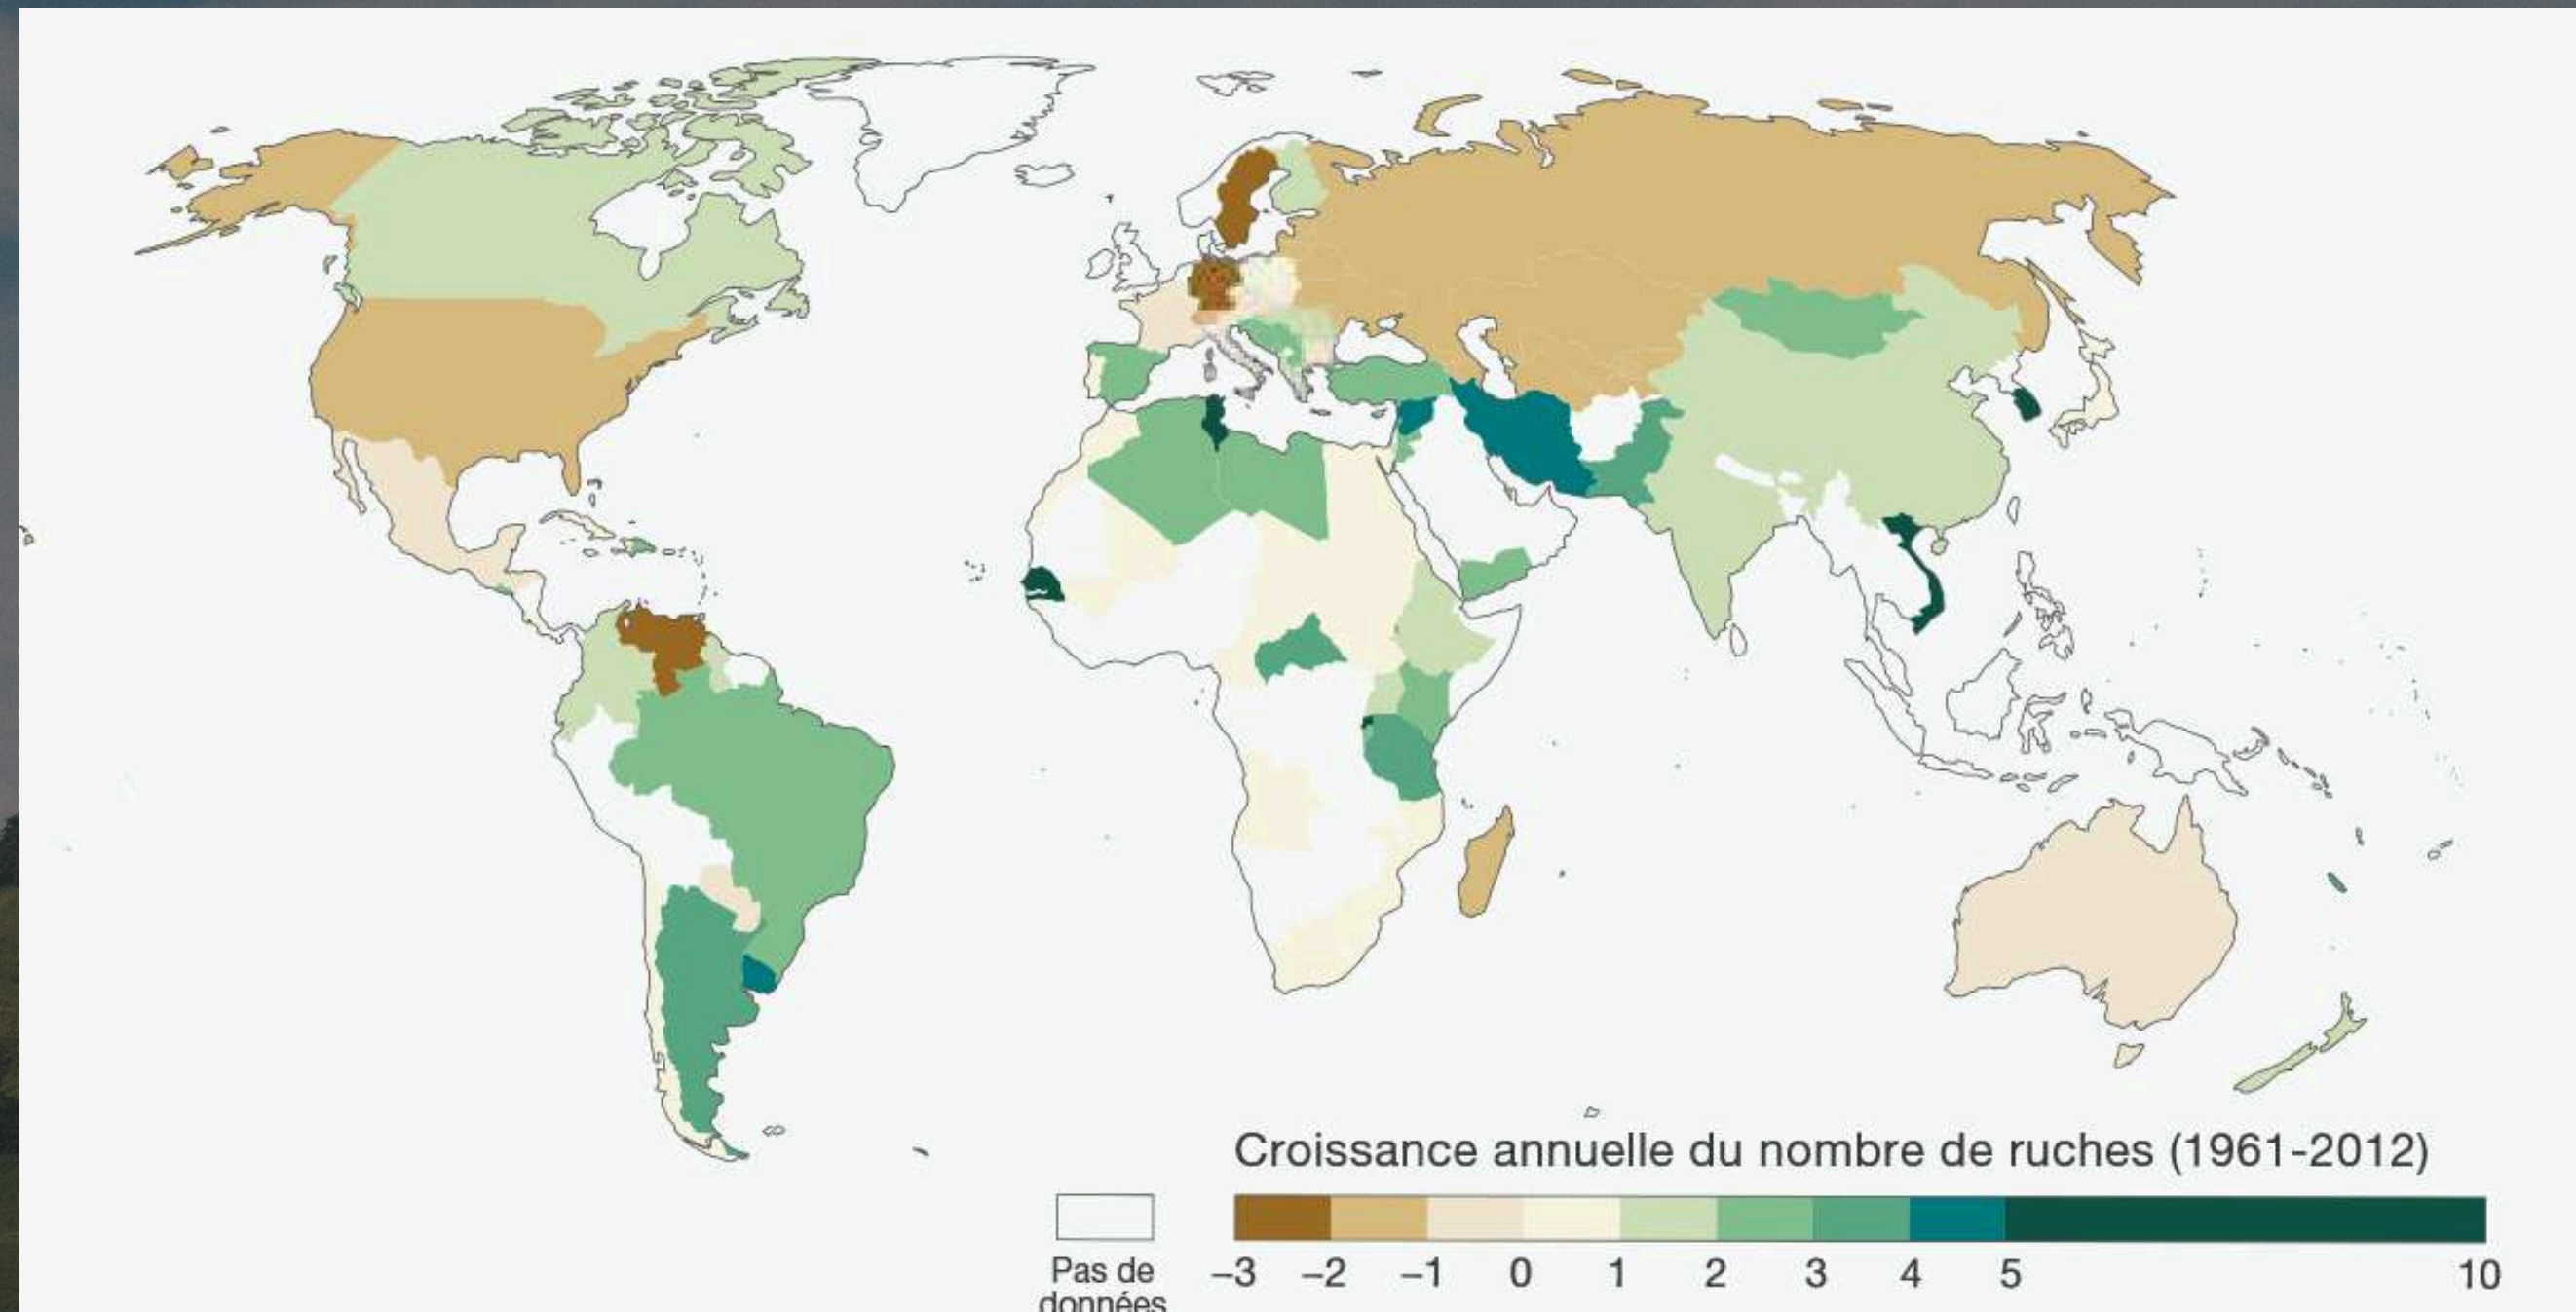 Croissance annuelle du nombre de ruches (1961-2012)
Pas de
données
−3 −2 −1 0 1 2 3 4 5 10